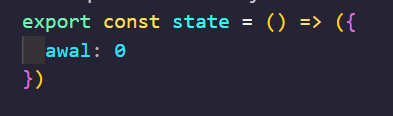 export const state = () => ({
  awal: 0
})